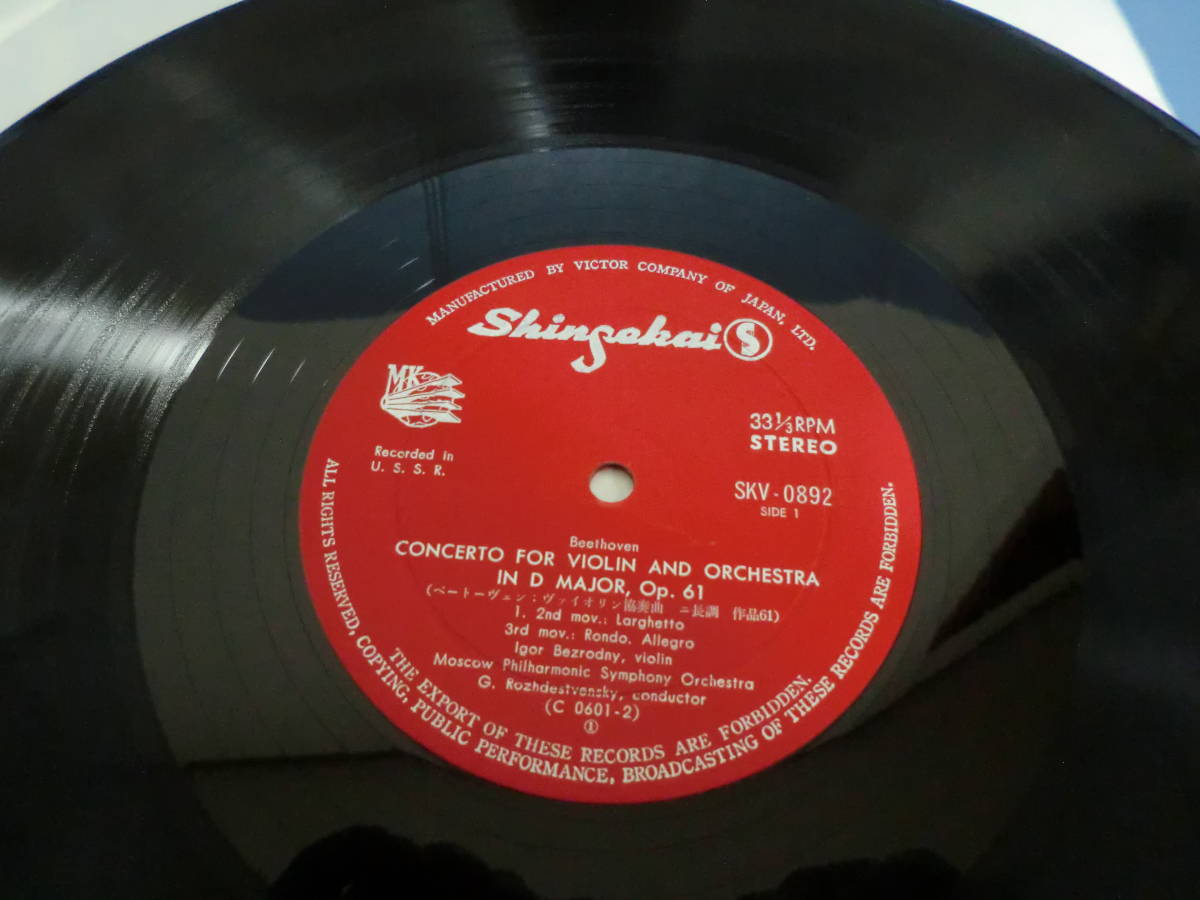 MANUFACTURED BY VICTOR COMPANY OF JAPAN, LTD.
Shinsekai S
MK
Recorded in
U. S. S. R.
33⅓RPM
STEREO
SKV-0892
SIDE 1
Beethoven
CONCERTO FOR VIOLIN AND ORCHESTRA
IN D MAJOR, Op. 61
(ベートーヴェン:ヴァイオリン協奏曲 ニ長調 作品61)
1. 2nd mov.: Larghetto
3rd mov.: Rondo. Allegro
Igor Bezrodny, violin
Moscow Philharmonic Symphony Orchestra
G. Rozhdestvensky, conductor
(C 0601-2)
①
THE EXPORT OF THESE RECORDS ARE FORBIDDEN.
ALL RIGHTS RESERVED, COPYING, PUBLIC PERFORMANCE, BROADCASTING OF THESE RECORDS ARE FORBIDDEN.